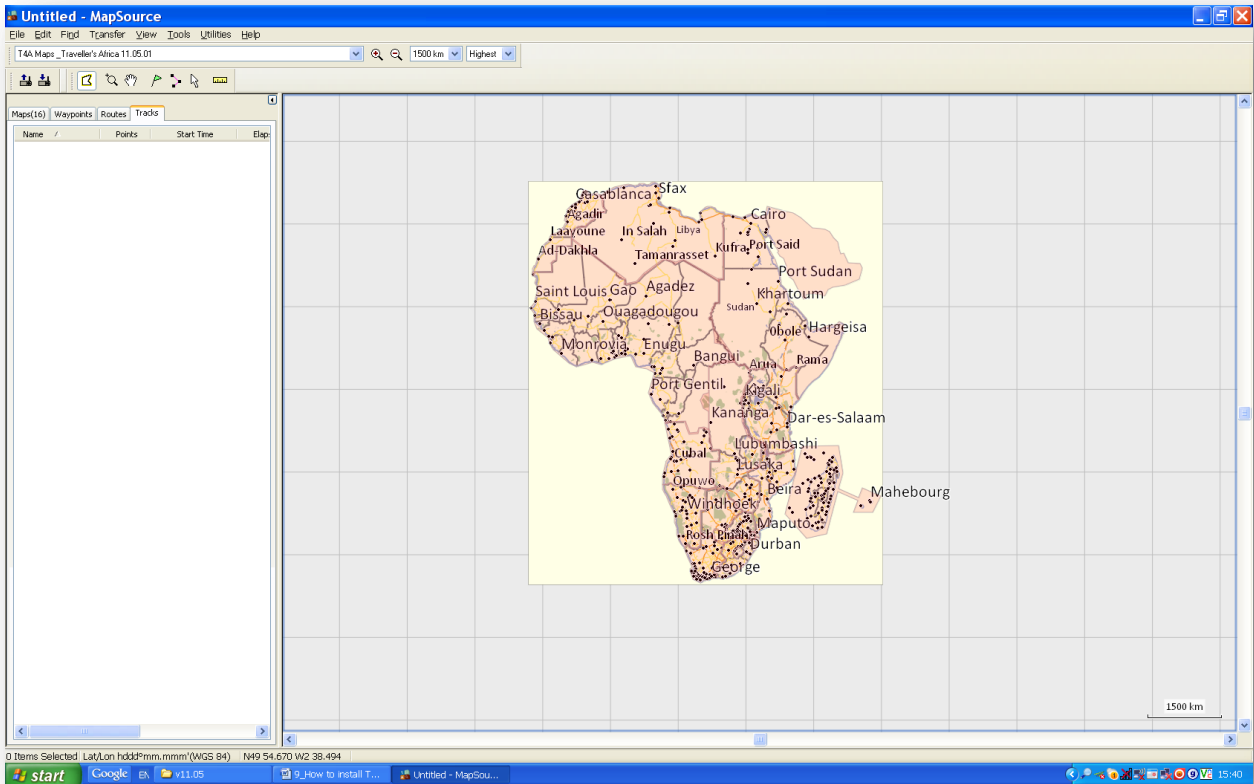 Untitled - MapSource
File Edit Find Transfer View Tools Utilities Help
T4A Maps _Traveller's Africa 11.05.01 1500 km Highest
Maps(16) Waypoints Routes Tracks
Name Points Start Time Elap:
Sfax
Casablanca
Agadir
Cairo
Laayoune In Salah Libya
Ad-Dakhla Tamanrasset Kufra Port Said
Port Sudan
Saint Louis Gao Agadez Khartoum
Bissau Ouagadougou Sudan
Obole Hargeisa
Monrovia Enugu
Bangui Arua Rama
Port Gentil Kigali
Kananga Dar-es-Salaam
Lubumbashi
Cubal Lusaka
Opuwo Beira Mahebourg
Windhoek
Maputo
Rosh Pinah Durban
George
1500 km
0 Items Selected Lat/Lon hddd°mm.mmm'(WGS 84) N49 54.670 W2 38.494
start Google EN v11.05 9_How to install T... Untitled - MapSou... 15:40